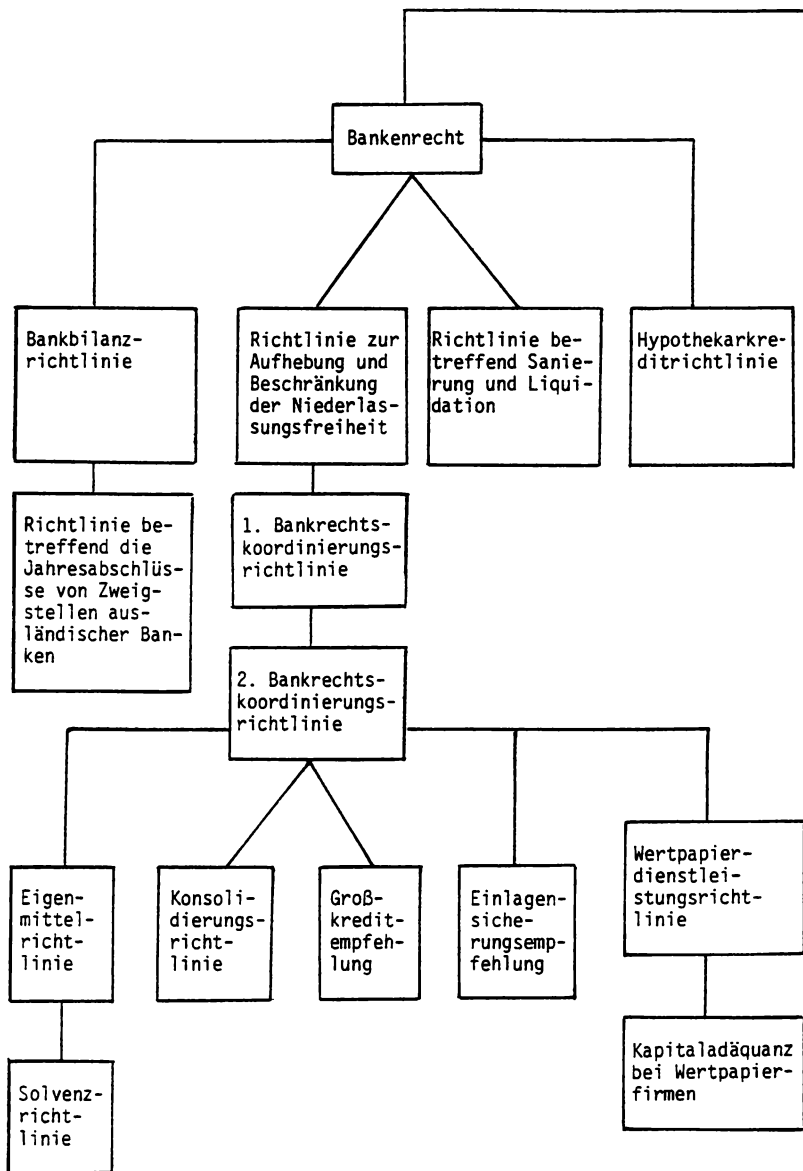 Bankenrecht
Bankbilanz-
richtlinie
Richtlinie zur
Aufhebung und
Beschränkung
der Niederlas-
sungsfreiheit
Richtlinie be-
treffend Sanie-
rung und Liqui-
dation
Hypothekarkre-
ditrichtlinie
Richtlinie be-
treffend die
Jahresabschlüs-
se von Zweig-
stellen aus-
ländischer Ban-
ken
1. Bankrechts-
koordinierungs-
richtlinie
2. Bankrechts-
koordinierungs-
richtlinie
Eigen-
mittel-
richt-
linie
Konsoli-
dierungs-
richt-
linie
Groß-
kredit-
empfeh-
lung
Einlagen-
siche-
rungsemp-
fehlung
Wertpapier-
dienstlei-
stungsricht-
linie
Solvenz-
richt-
linie
Kapitaladäquanz
bei Wertpapier-
firmen